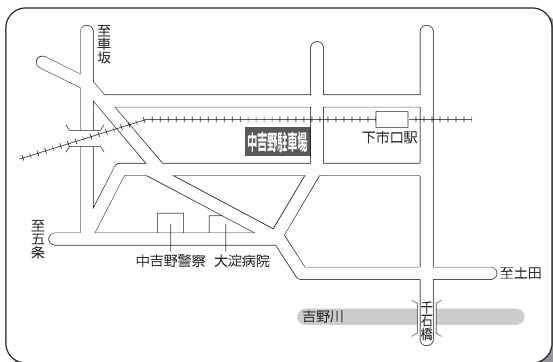 至車坂
下市口駅
中吉野駐車場
至五条
中吉野警察
大淀病院
至土田
吉野川
千石橋